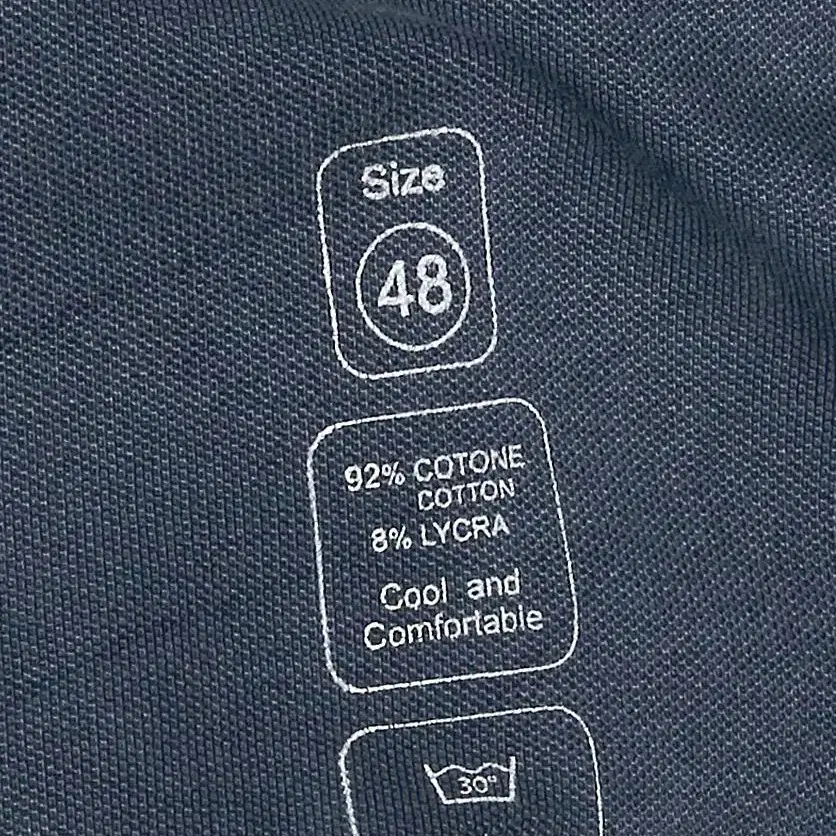 Size
48
92% COTONE
COTTON
8% LYCRA
Cool and
Comfortable
30°